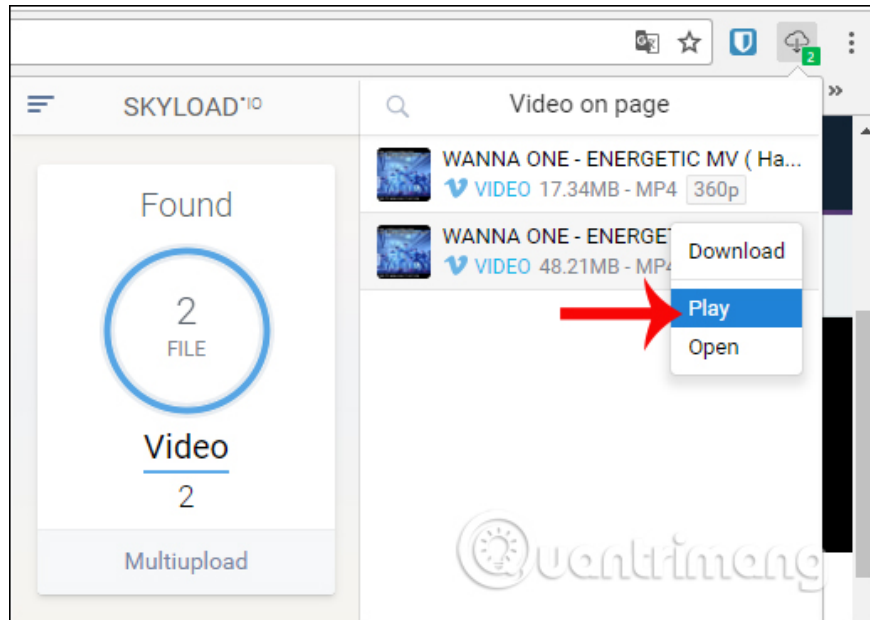 2
SKYLOAD•IO
Video on page
»
Found
2
FILE
Video
2
Multiupload
WANNA ONE - ENERGETIC MV ( Ha...
VIDEO 17.34MB - MP4 360p
WANNA ONE - ENERGET
VIDEO 48.21MB - MP4
Download
Play
Open
Quantrimang